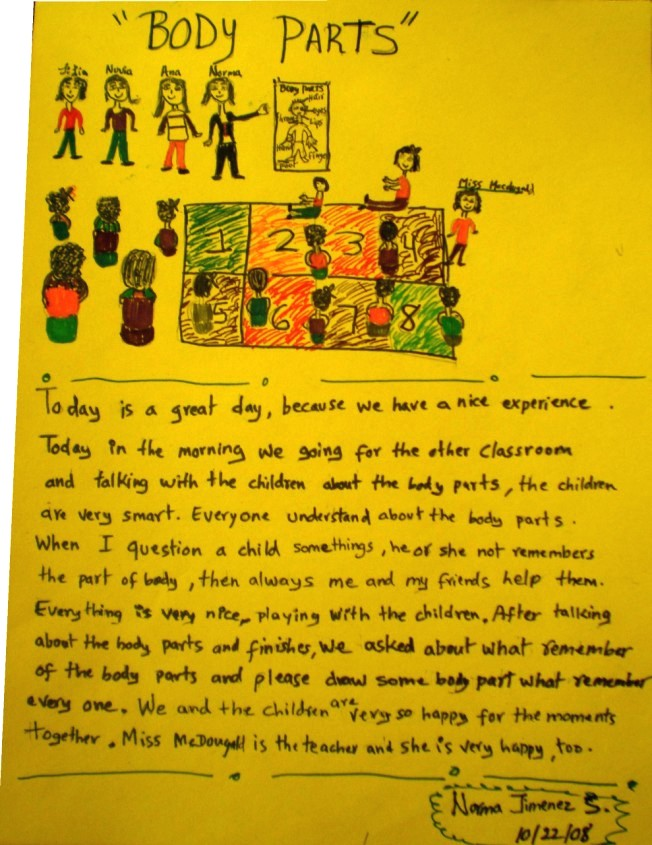 "BODY PARTS"
Nuvia Ana Norma
BODY PARTS
Hair
eyes
Lips
Hand
Finger
Miss Macdogald
1 2 3 4
5 6 7 8
Today is a great day, because we have a nice experience.
Today in the morning we going for the other Classroom
and talking with the children about the body parts, the children
are very smart. Everyone understand about the body parts.
When I question a child somethings, he or she not remembers
the part of body, then always me and my friends help them.
Everything is very nice, playing with the children. After talking
about the body parts and finishes, we asked about what remember
of the body parts and please draw some body part what remember
every one. We and the children are very so happy for the moments
together. Miss McDougald is the teacher and she is very happy, too.
Norma Jimenez S.
10/22/08